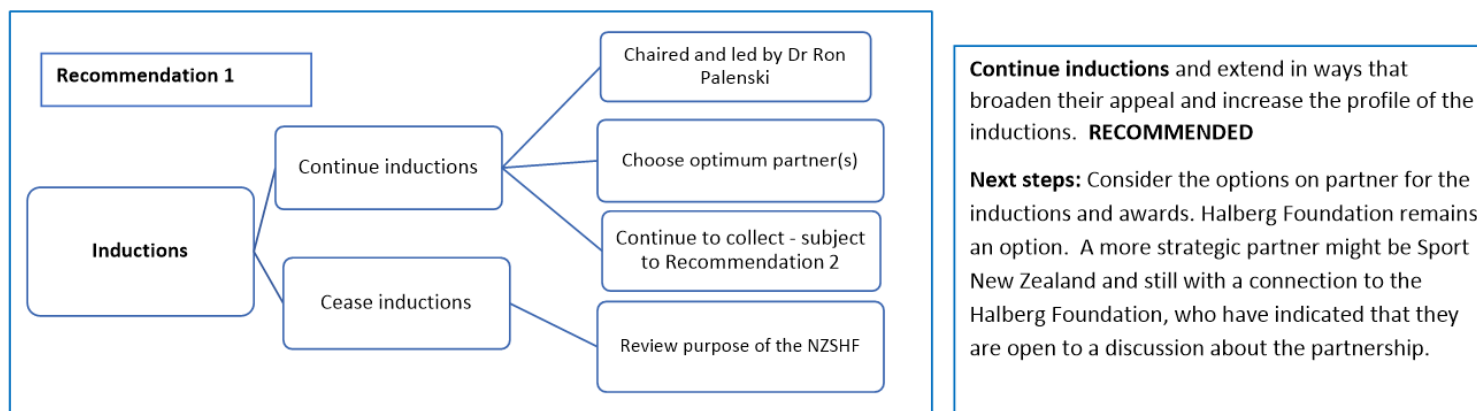 Recommendation 1
Inductions
Continue inductions
Cease inductions
Chaired and led by Dr Ron
Palenski
Choose optimum partner(s)
Continue to collect - subject
to Recommendation 2
Review purpose of the NZSHF
Continue inductions and extend in ways that
broaden their appeal and increase the profile of the
inductions. RECOMMENDED
Next steps: Consider the options on partner for the
inductions and awards. Halberg Foundation remains
an option. A more strategic partner might be Sport
New Zealand and still with a connection to the
Halberg Foundation, who have indicated that they
are open to a discussion about the partnership.